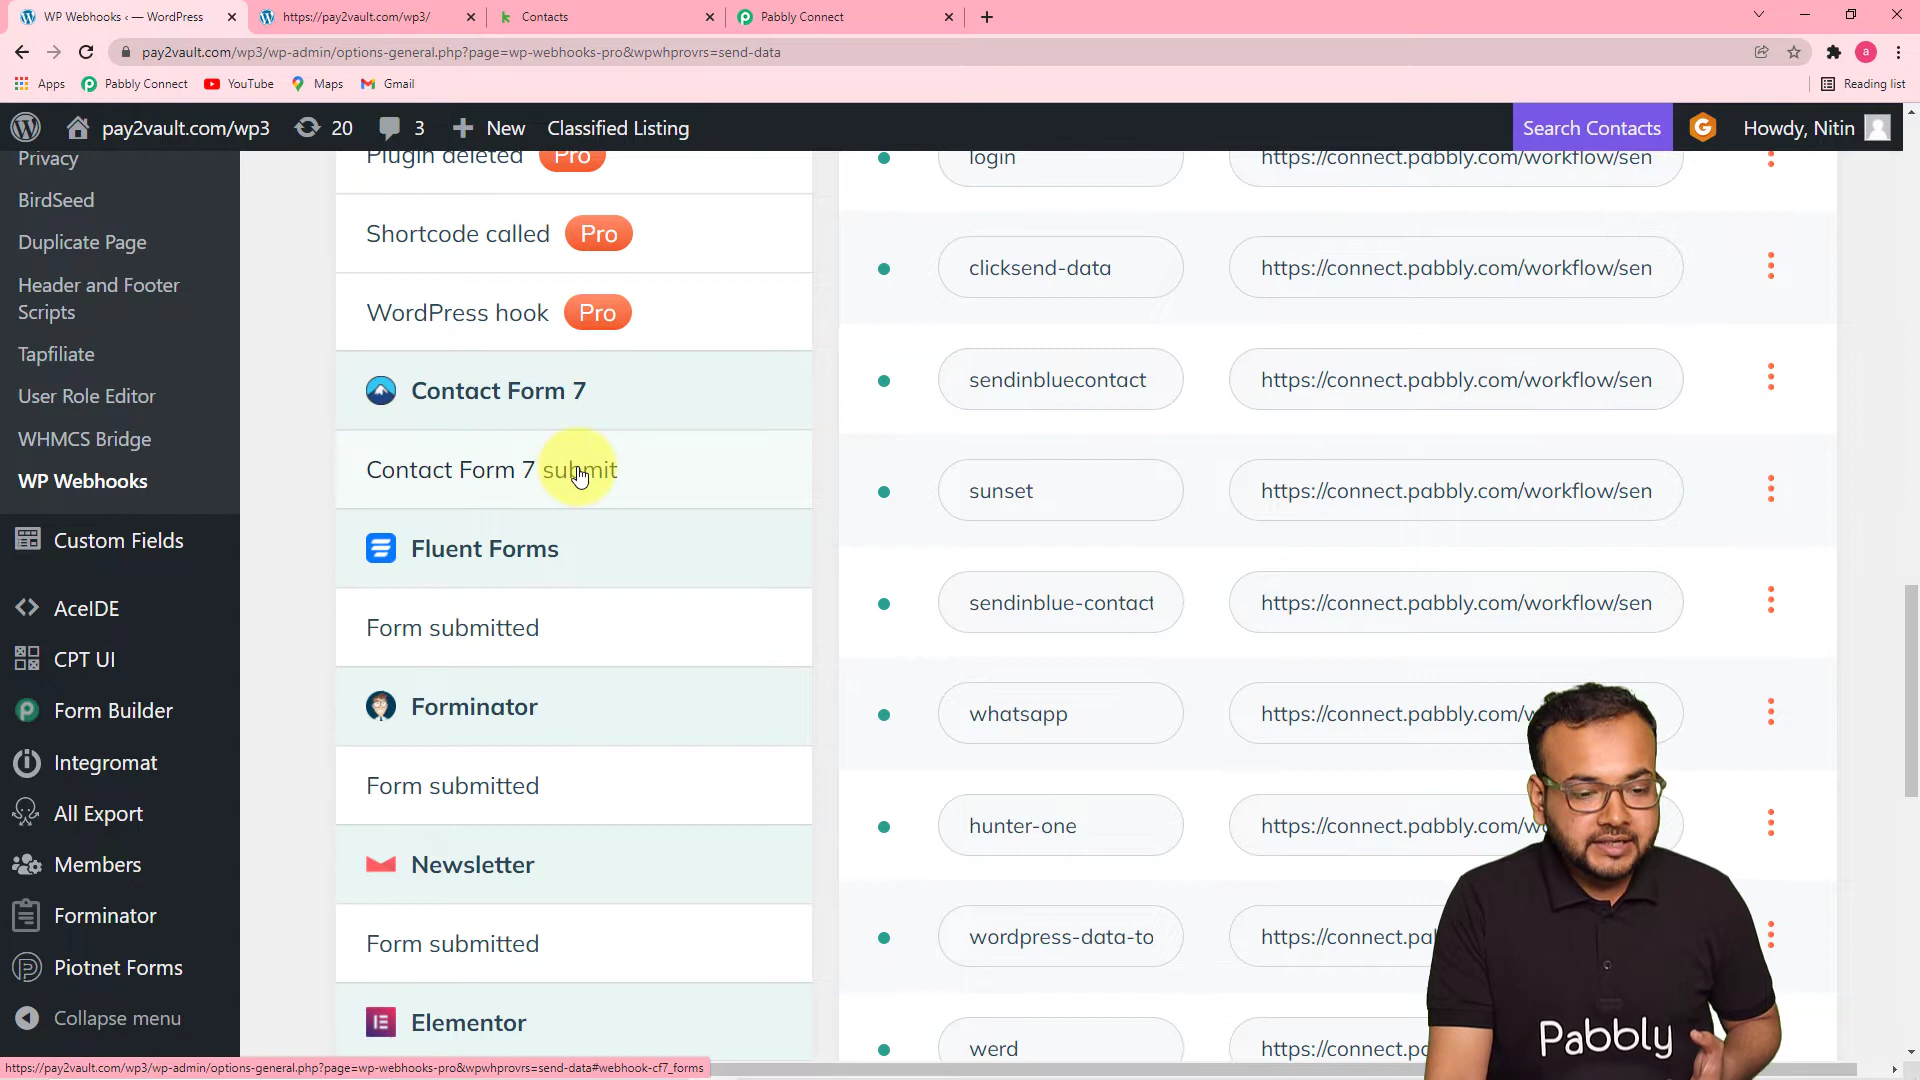 WP Webhooks ‹ — WordPress
https://pay2vault.com/wp3/
Contacts
Pabbly Connect
pay2vault.com/wp3/wp-admin/options-general.php?page=wp-webhooks-pro&wpwhprovrs=send-data
a
Apps
Pabbly Connect
YouTube
Maps
Gmail
Reading list
pay2vault.com/wp3
20
3
New
Classified Listing
Search Contacts
Howdy, Nitin
Privacy
BirdSeed
Duplicate Page
Header and Footer
Scripts
Tapfiliate
User Role Editor
WHMCS Bridge
WP Webhooks
Custom Fields
AceIDE
CPT UI
Form Builder
Integromat
All Export
Members
Forminator
Piotnet Forms
Collapse menu
Plugin deleted Pro
Shortcode called Pro
WordPress hook Pro
Contact Form 7
Contact Form 7 submit
Fluent Forms
Form submitted
Forminator
Form submitted
Newsletter
Form submitted
Elementor
login https://connect.pabbly.com/workflow/sen
clicksend-data https://connect.pabbly.com/workflow/sen
sendinbluecontact https://connect.pabbly.com/workflow/sen
sunset https://connect.pabbly.com/workflow/sen
sendinblue-contact https://connect.pabbly.com/workflow/sen
whatsapp https://connect.pabbly.com/w
hunter-one https://connect.pabbly.com/w
wordpress-data-to https://connect.pa
werd https://connect.p
Pabbly
https://pay2vault.com/wp3/wp-admin/options-general.php?page=wp-webhooks-pro&wpwhprovrs=send-data#webhook-cf7_forms